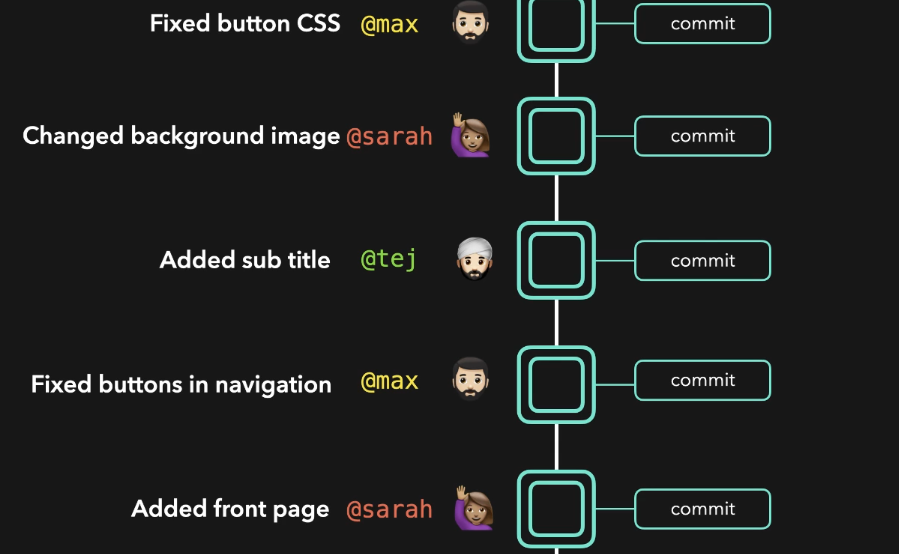 Fixed button CSS @max commit
Changed background image @sarah commit
Added sub title @tej commit
Fixed buttons in navigation @max commit
Added front page @sarah commit